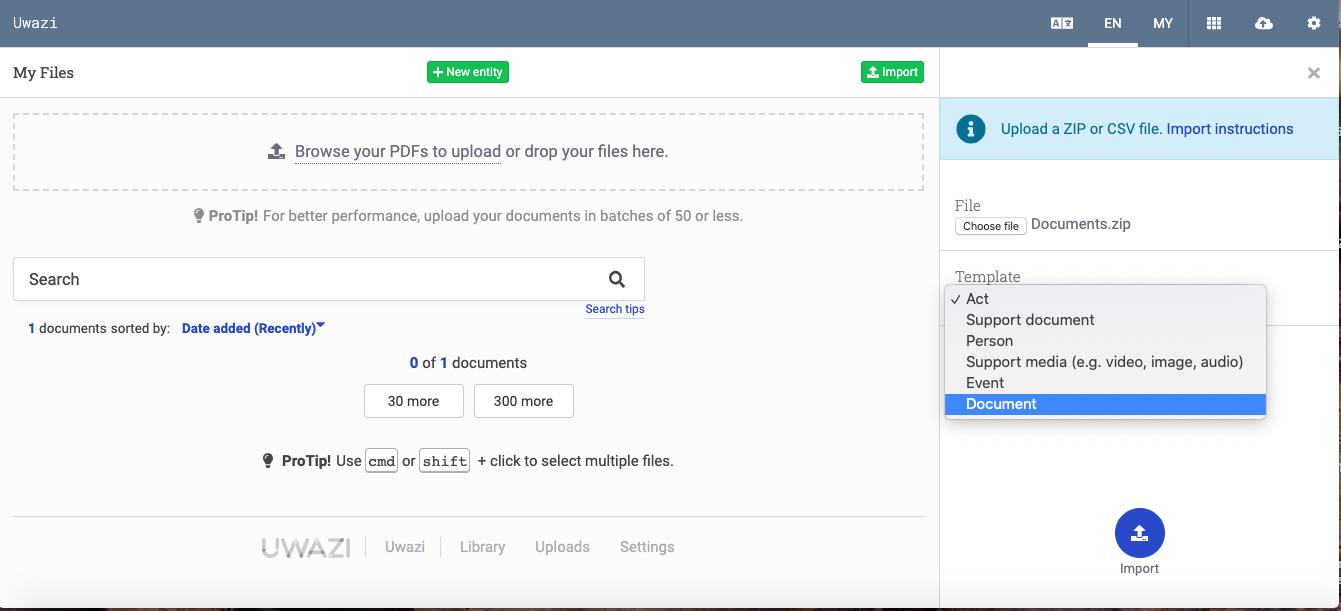 Uwazi
EN
MY
My Files
+ New entity
Import
Browse your PDFs to upload or drop your files here.
ProTip! For better performance, upload your documents in batches of 50 or less.
Search
Search tips
1 documents sorted by: Date added (Recently)
0 of 1 documents
30 more
300 more
ProTip! Use cmd or shift + click to select multiple files.
UWAZI
Uwazi
Library
Uploads
Settings
Upload a ZIP or CSV file. Import instructions
File
Choose file Documents.zip
Template
✓ Act
Support document
Person
Support media (e.g. video, image, audio)
Event
Document
Import